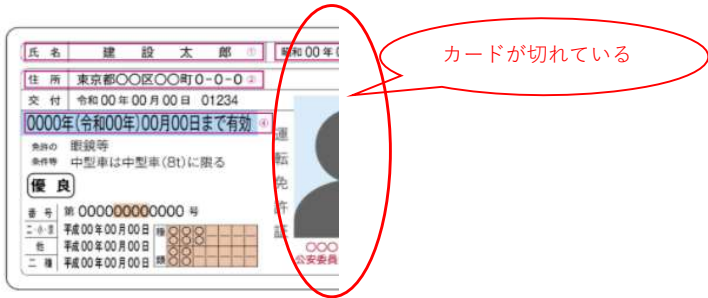 カードが切れている
氏 名 建 設 太 郎 ① 昭和00年0
住 所 東京都〇〇区〇〇町0-0-0 ②
交 付 令和00年00月00日 01234
0000年(令和00年)00月00日まで有効 ④
免許の 眼鏡等
条件等 中型車は中型車(8t)に限る
優 良
運転免許証
番 号 第 000000000000 号
二・小・原 平成00年00月00日 種
他 平成00年00月00日
二 種 平成00年00月00日 類
〇〇〇
公安委員